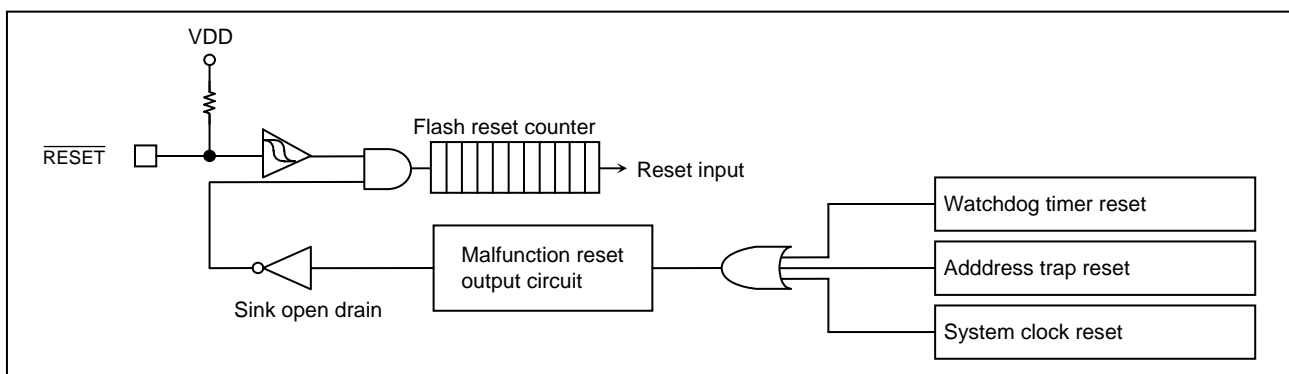 VDD
RESET
Flash reset counter
Reset input
Watchdog timer reset
Malfunction reset
output circuit
Adddress trap reset
Sink open drain
System clock reset